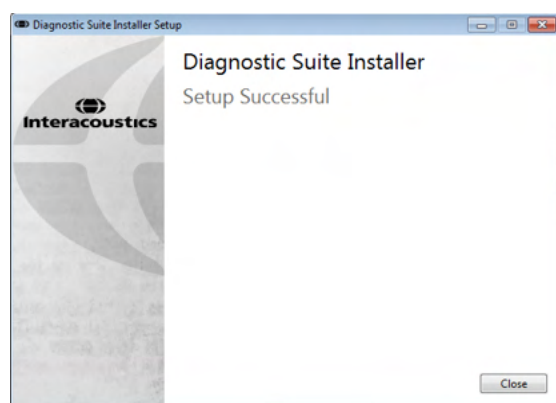 Diagnostic Suite Installer Setup
Diagnostic Suite Installer
Setup Successful
Interacoustics
Close